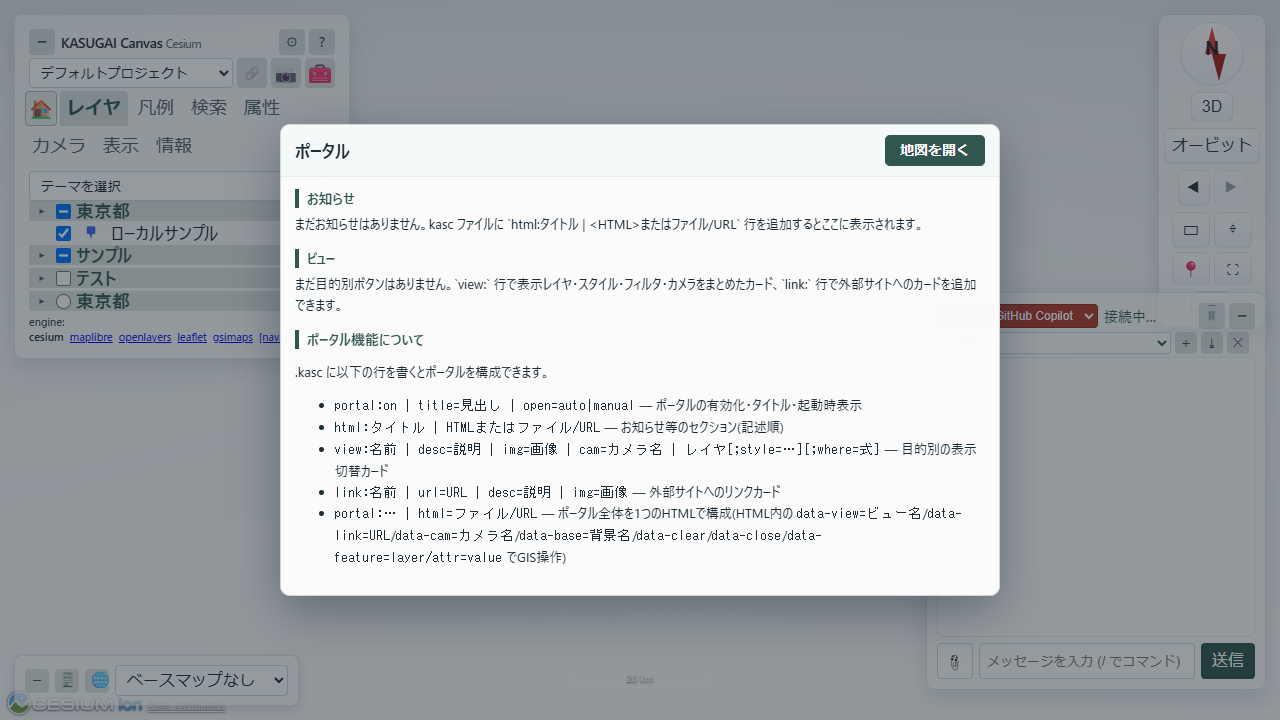 KASUGAI Canvas Cesium
デフォルトプロジェクト
レイヤ 凡例 検索 属性
カメラ 表示 情報
テーマを選択
東京都
ローカルサンプル
サンプル
テスト
東京都
engine:
cesium maplibre openlayers leaflet gsimaps
ポータル
地図を開く
お知らせ
まだお知らせはありません。kasc ファイルに `html:タイトル | <HTML>またはファイル/URL` 行を追加するとここに表示されます。
ビュー
まだ目的別ボタンはありません。`view:` 行で表示レイヤ・スタイル・フィルタ・カメラをまとめたカード、`link:` 行で外部サイトへのカードを追加
できます。
ポータル機能について
.kasc に以下の行を書くとポータルを構成できます。
• portal:on | title=見出し | open=auto|manual — ポータルの有効化・タイトル・起動時表示
• html:タイトル | HTMLまたはファイル/URL — お知らせ等のセクション(記述順)
• view:名前 | desc=説明 | img=画像 | cam=カメラ名 | レイヤ[;style=…][;where=式] — 目的別の表示
切替カード
• link:名前 | url=URL | desc=説明 | img=画像 — 外部サイトへのリンクカード
• portal:… | html=ファイル/URL — ポータル全体を1つのHTMLで構成(HTML内の data-view=ビュー名/data-
link=URL/data-cam=カメラ名/data-base=背景名/data-clear/data-close/data-
feature=layer/attr=value でGIS操作)
N
3D
オービット
GitHub Copilot 接続中...
メッセージを入力 (/ でコマンド) 送信
ベースマップなし
20 km
CESIUM ion Data attribution